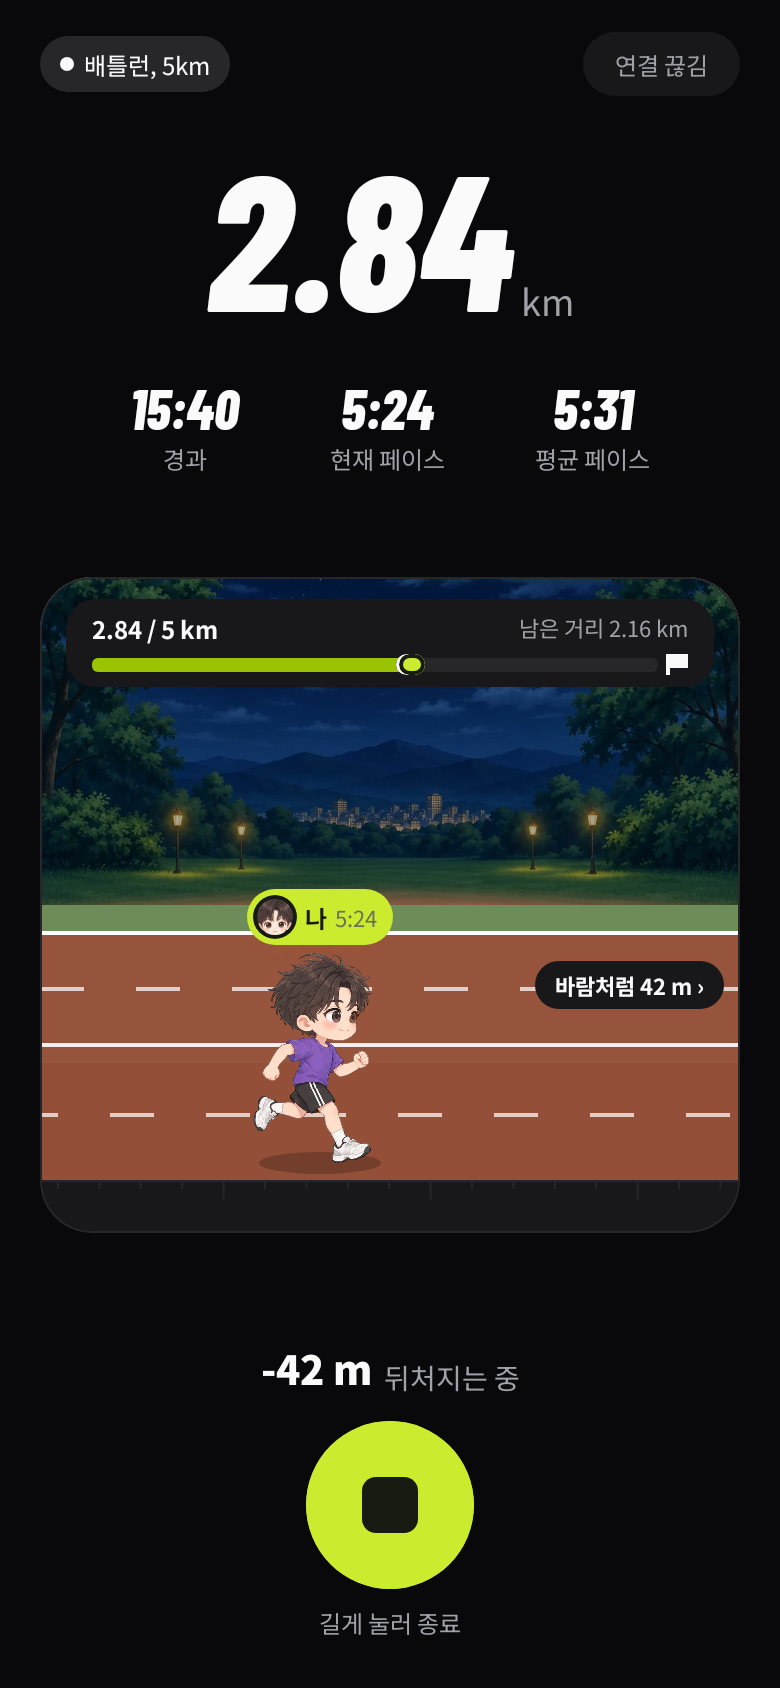 배틀런, 5km
연결 끊김
2.84 km
15:40 5:24 5:31
경과 현재 페이스 평균 페이스
2.84 / 5 km 남은 거리 2.16 km
나 5:24
바람처럼 42 m ›
-42 m 뒤처지는 중
길게 눌러 종료